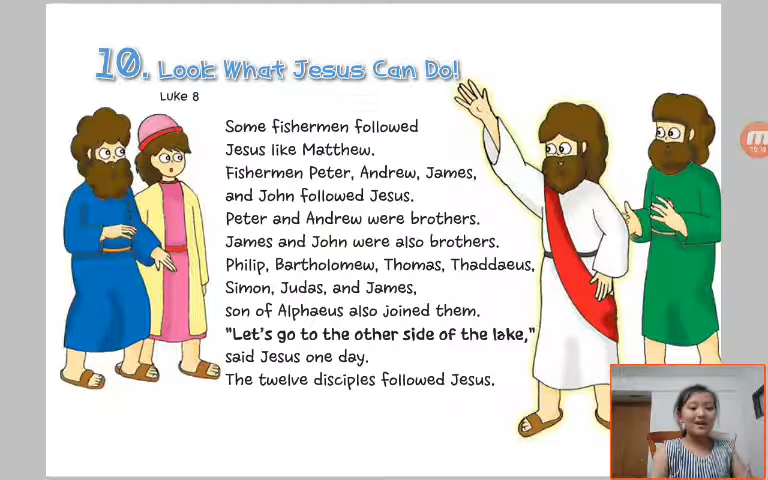 10. Look What Jesus Can Do!
Luke 8
Some fishermen followed
Jesus like Matthew.
Fishermen Peter, Andrew, James,
and John followed Jesus.
Peter and Andrew were brothers.
James and John were also brothers.
Philip, Bartholomew, Thomas, Thaddaeus,
Simon, Judas, and James,
son of Alphaeus also joined them.
"Let's go to the other side of the lake,"
said Jesus one day.
The twelve disciples followed Jesus.